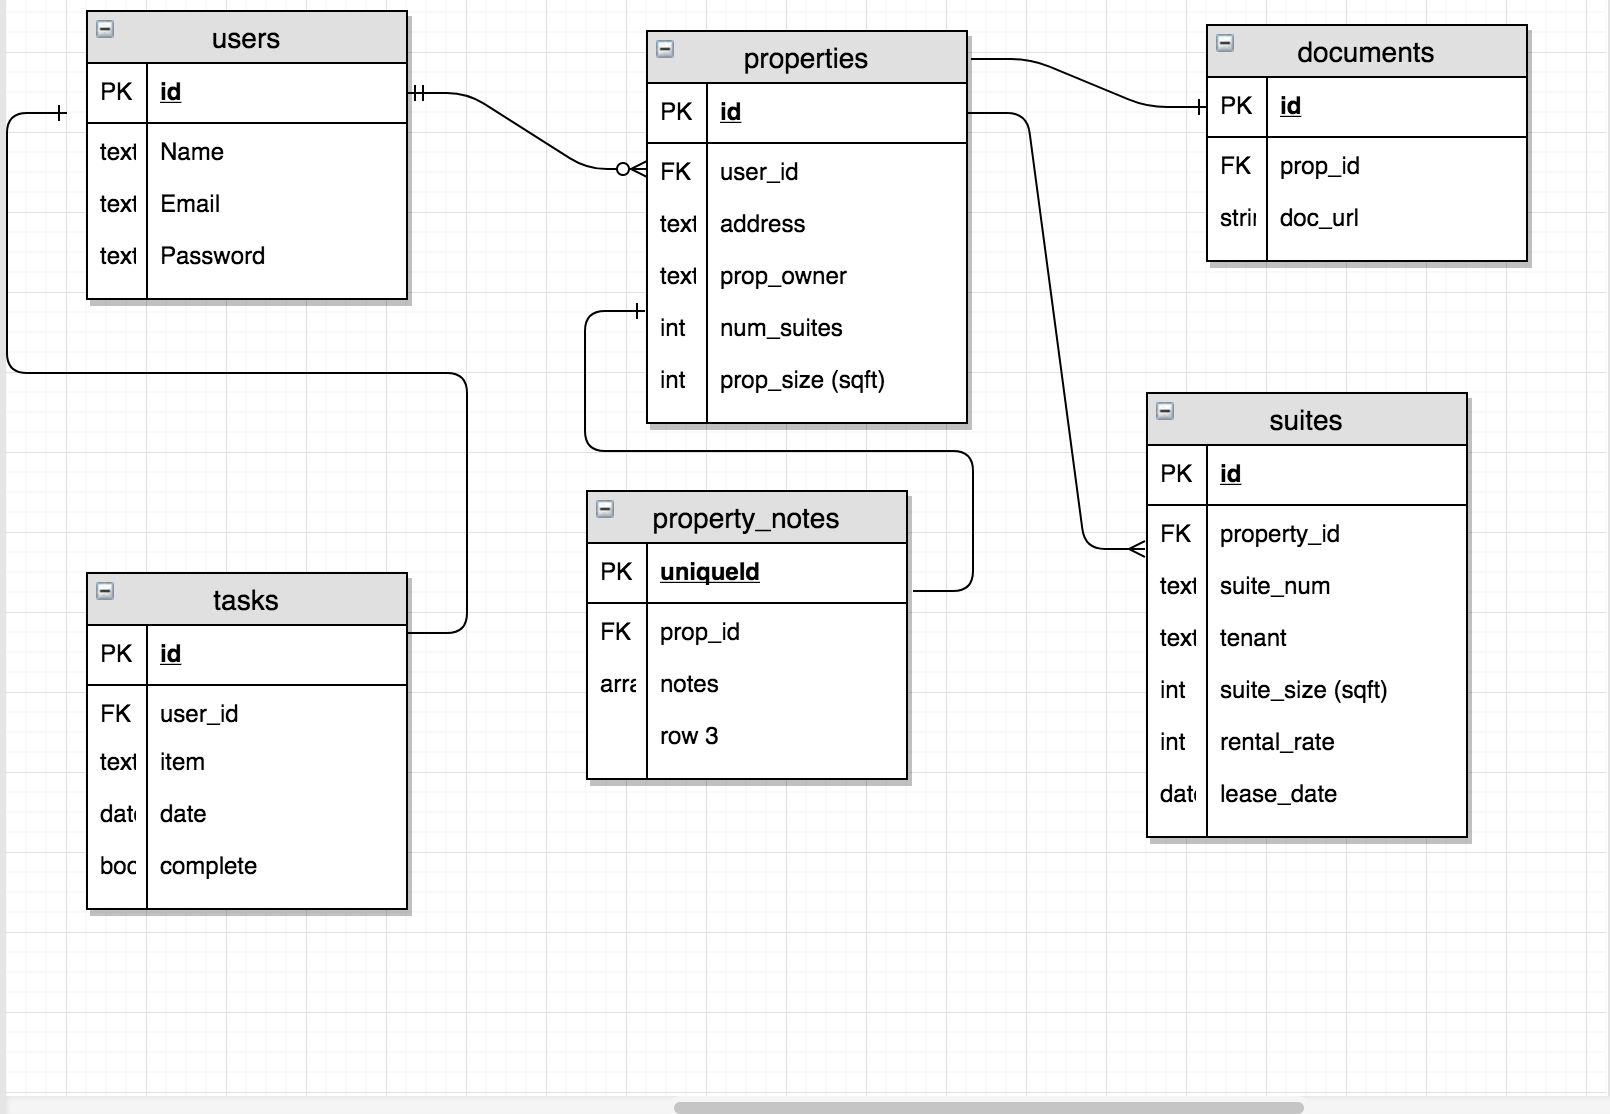 users
PK id
text Name
text Email
text Password
properties
PK id
FK user_id
text address
text prop_owner
int num_suites
int prop_size (sqft)
documents
PK id
FK prop_id
strin doc_url
suites
PK id
FK property_id
text suite_num
text tenant
int suite_size (sqft)
int rental_rate
date lease_date
property_notes
PK uniqueId
FK prop_id
arra notes
row 3
tasks
PK id
FK user_id
text item
date date
boo complete